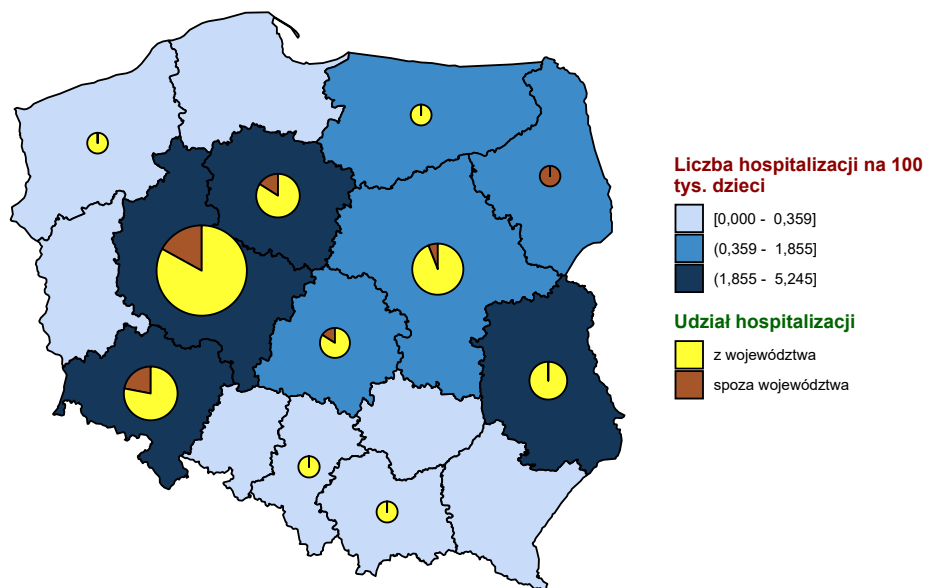 Liczba hospitalizacji na 100
tys. dzieci
[0,000 - 0,359]
(0,359 - 1,855]
(1,855 - 5,245]
Udział hospitalizacji
z województwa
spoza województwa